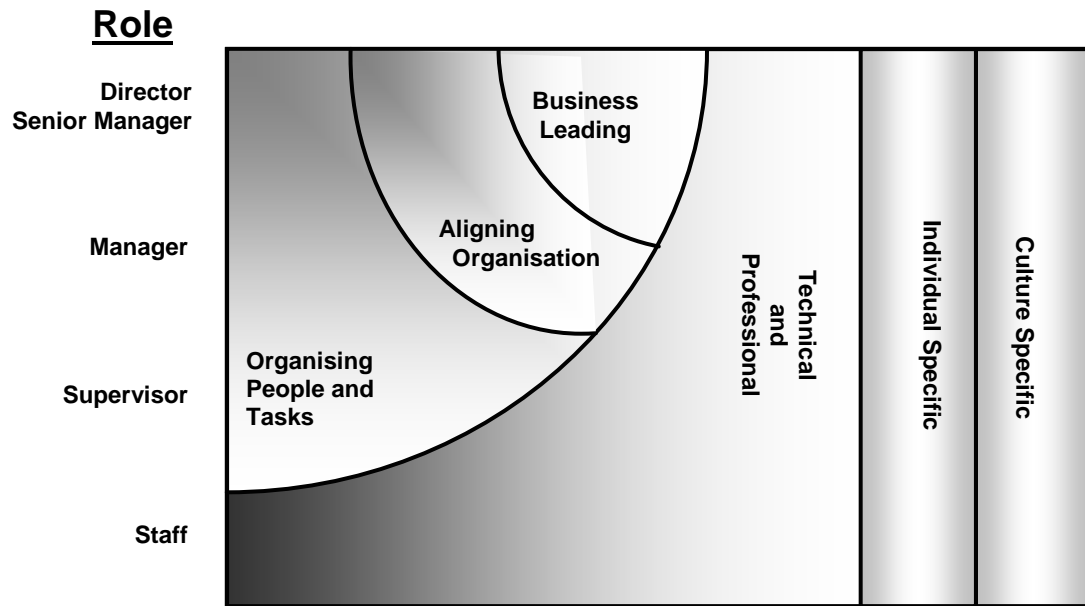 Role
Director
Senior Manager
Manager
Supervisor
Staff
Business
Leading
Aligning
Organisation
Organising
People and
Tasks
Technical
and
Professional
Individual Specific
Culture Specific